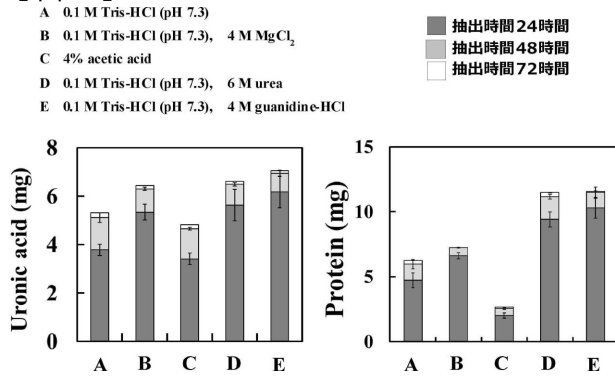 A 0.1 M Tris-HCl (pH 7.3)
B 0.1 M Tris-HCl (pH 7.3), 4 M MgCl₂
C 4% acetic acid
D 0.1 M Tris-HCl (pH 7.3), 6 M urea
E 0.1 M Tris-HCl (pH 7.3), 4 M guanidine-HCl
抽出時間24時間
抽出時間48時間
抽出時間72時間
Uronic acid (mg)
8
6
4
2
0
A B C D E
Protein (mg)
15
10
5
0
A B C D E